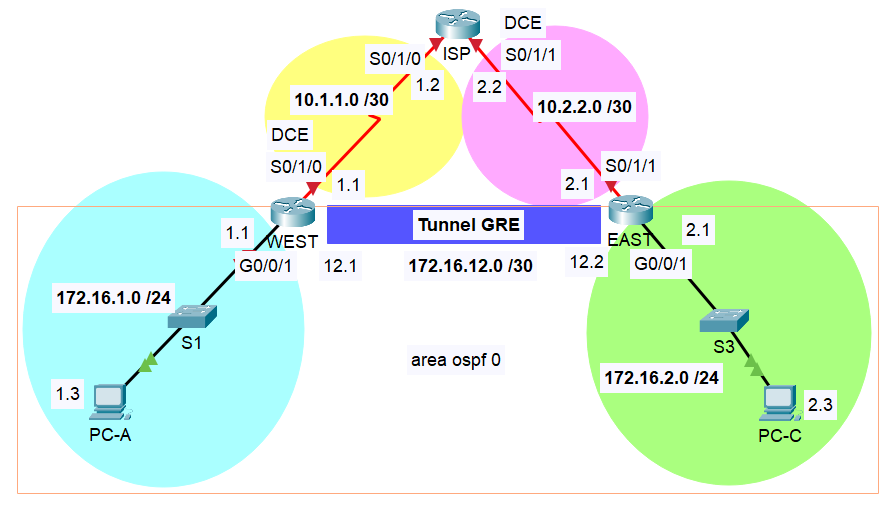 DCE
ISP
S0/1/0
S0/1/1
1.2
2.2
10.1.1.0 /30
10.2.2.0 /30
DCE
S0/1/0
S0/1/1
1.1
2.1
WEST
Tunnel GRE
EAST
1.1
2.1
G0/0/1
12.1
172.16.12.0 /30
12.2
G0/0/1
172.16.1.0 /24
S1
S3
area ospf 0
172.16.2.0 /24
1.3
2.3
PC-A
PC-C